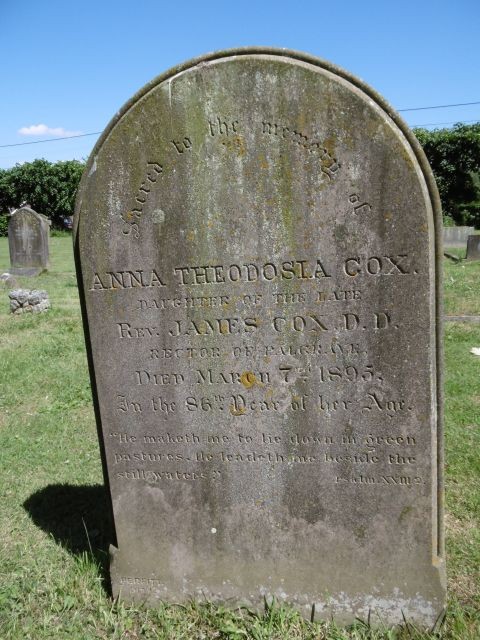 Sacred to the memory of
ANNA THEODOSIA COX.
DAUGHTER OF THE LATE
REV. JAMES COX, D.D.
RECTOR OF PALGRAVE.
DIED MARCH 7TH 1895,
In the 86th Year of her Age.
"He maketh me to lie down in green
pastures, He leadeth me beside the
still waters."
Psalm XXIII 2.